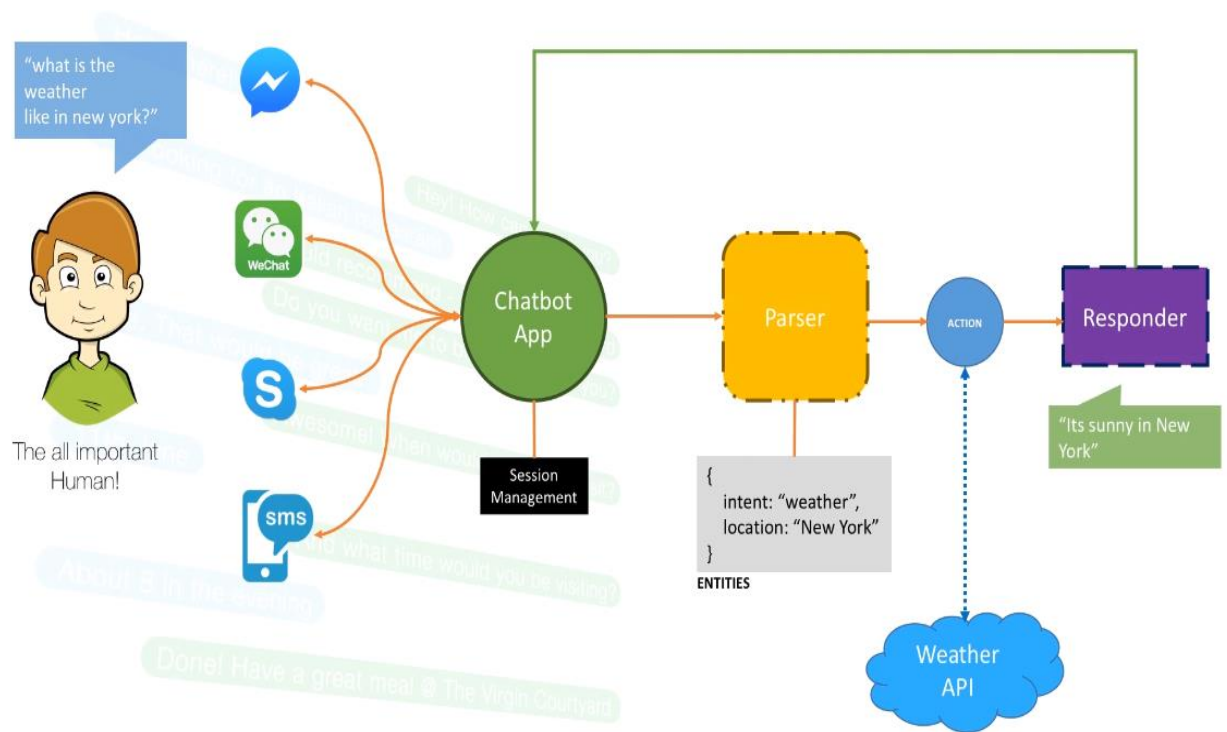 “what is the
weather
like in new york?”
The all important
Human!
WeChat
S
sms
Chatbot
App
Session
Management
Parser
{
intent: “weather”,
location: “New York”
}
ENTITIES
ACTION
Weather
API
Responder
“Its sunny in New
York”
Hey! How
Do you want to b
wesome! when would
what time would you be visiting?
About 8 in the evening
Done! Have a great meal @ The Virgin Courtyard